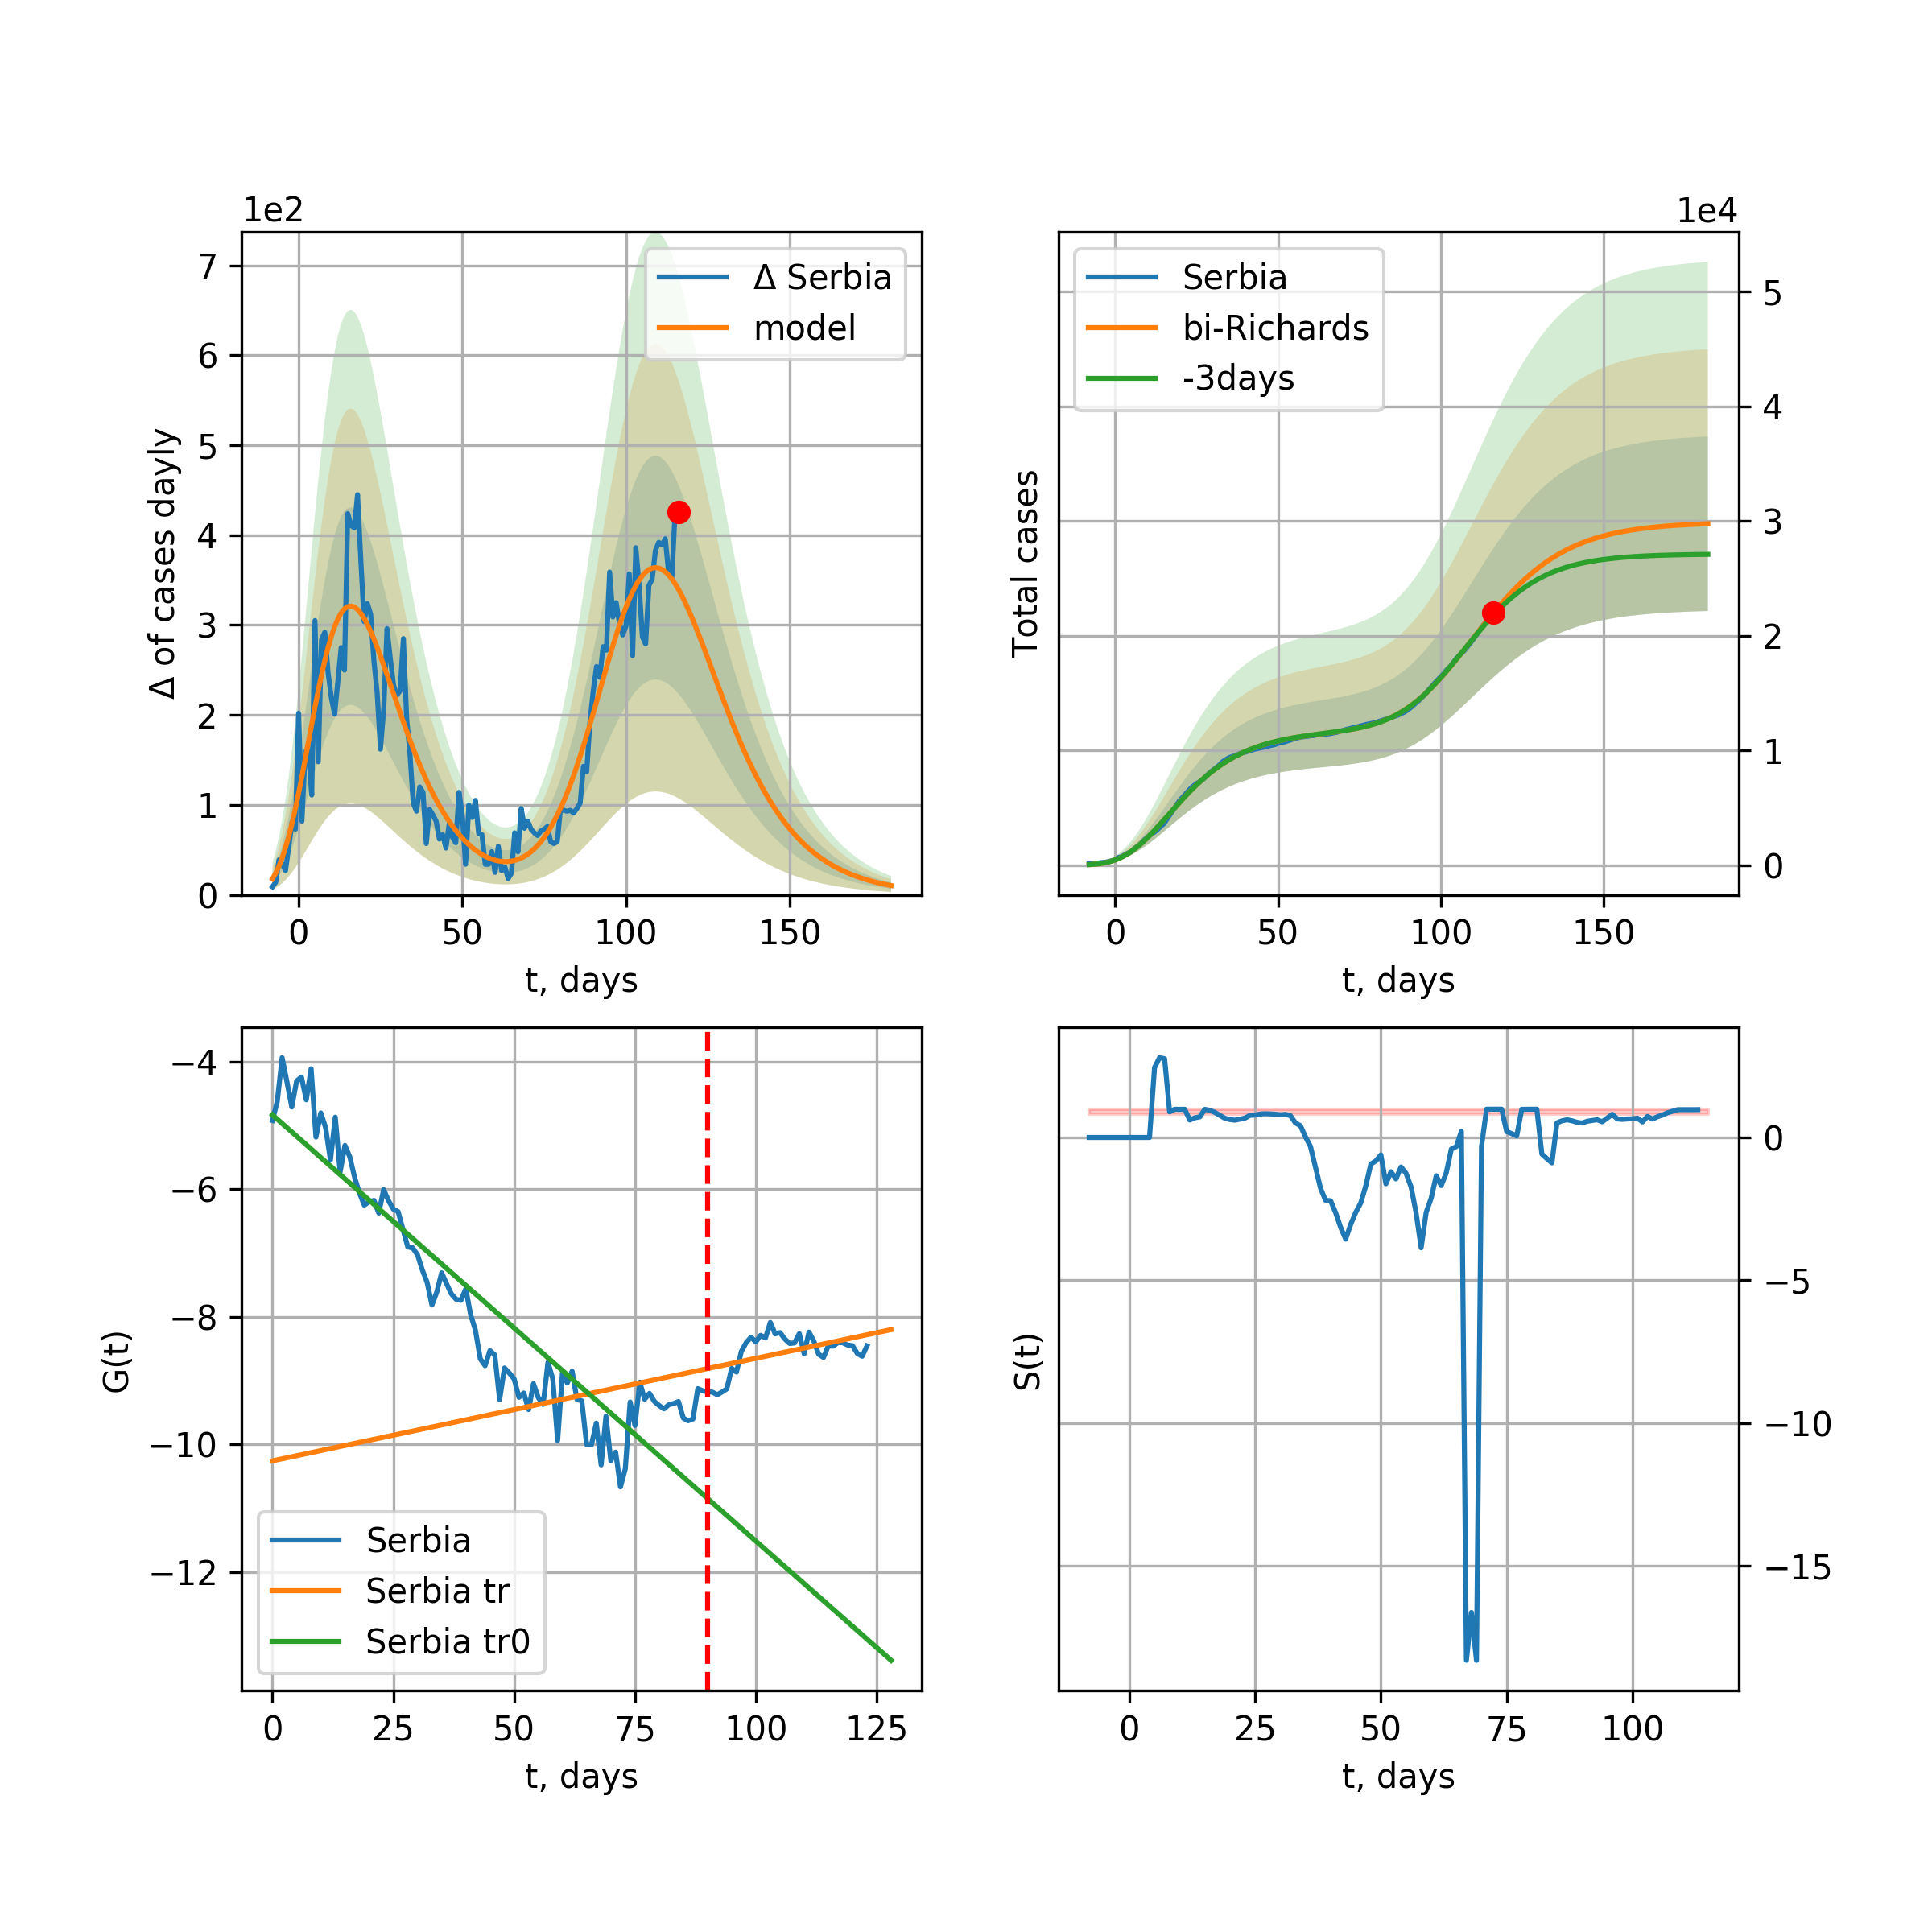 1e2
Δ of cases dayly
7
6
5
4
3
2
1
0
Δ Serbia
model
0 50 100 150
t, days
1e4
Total cases
Serbia
bi-Richards
-3days
5
4
3
2
1
0
0 50 100 150
t, days
G(t)
−4
−6
−8
−10
−12
Serbia
Serbia tr
Serbia tr0
0 25 50 75 100 125
t, days
S(t)
0
−5
−10
−15
0 25 50 75 100
t, days